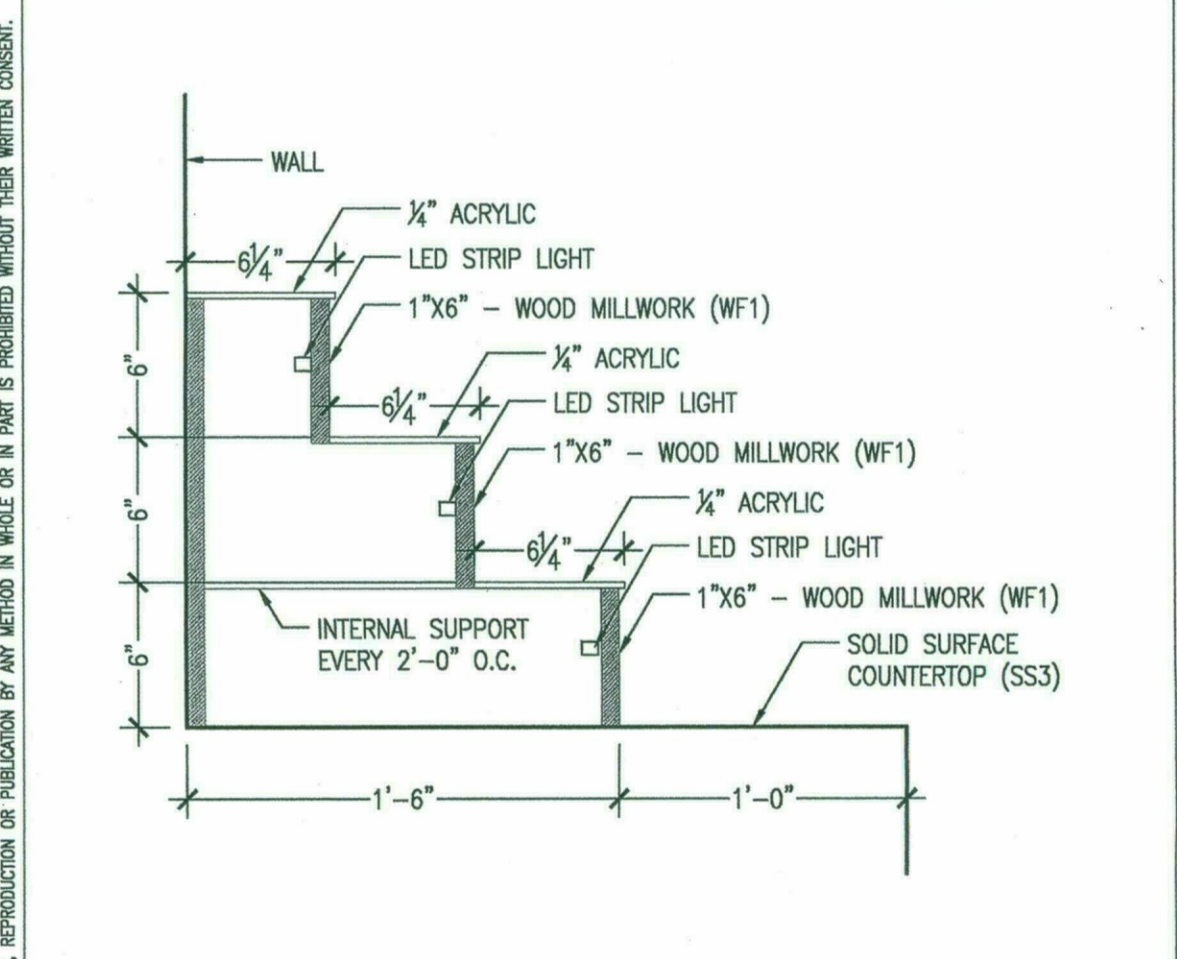 , REPRODUCTION OR PUBLICATION BY ANY METHOD IN WHOLE OR IN PART IS PROHIBITED WITHOUT THEIR WRITTEN CONSENT.
WALL
¼" ACRYLIC
6¼"
LED STRIP LIGHT
1"X6" – WOOD MILLWORK (WF1)
6"
¼" ACRYLIC
6¼"
LED STRIP LIGHT
1"X6" – WOOD MILLWORK (WF1)
6"
¼" ACRYLIC
6¼"
LED STRIP LIGHT
1"X6" – WOOD MILLWORK (WF1)
6"
INTERNAL SUPPORT
EVERY 2'-0" O.C.
SOLID SURFACE
COUNTERTOP (SS3)
1'-6"
1'-0"